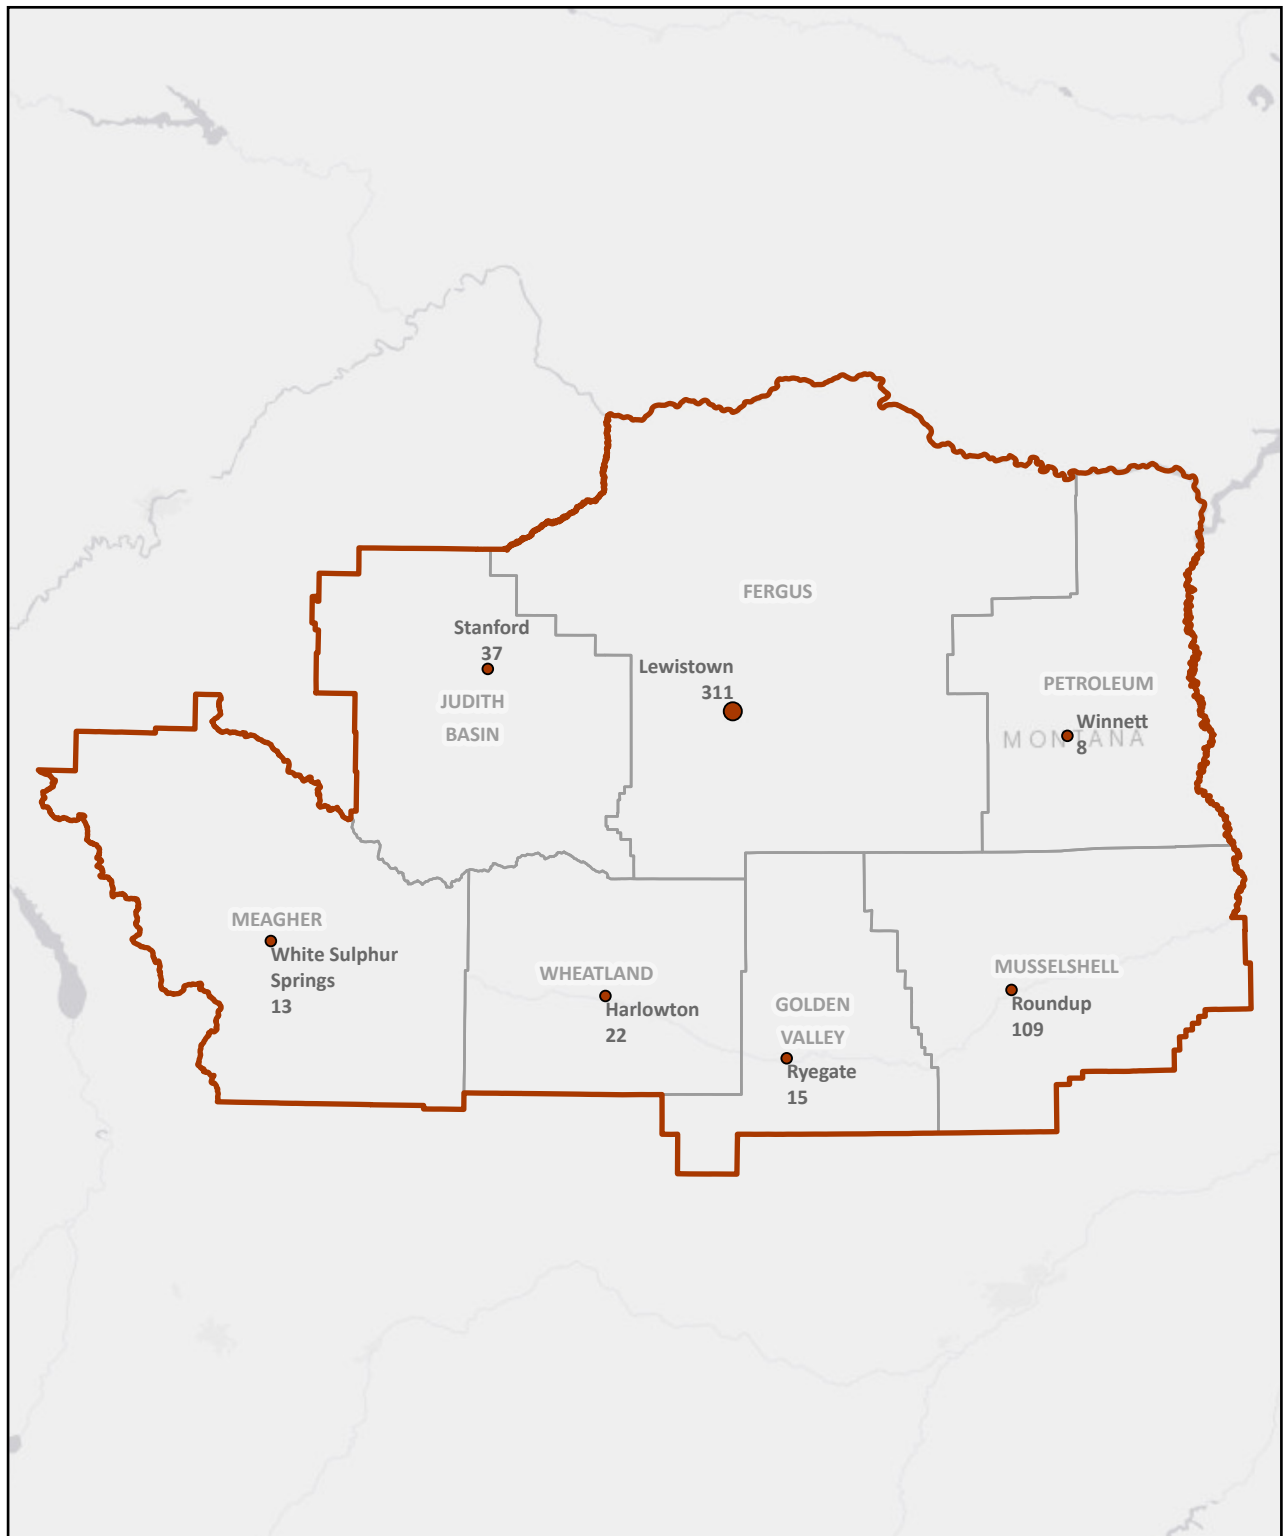 FERGUS
Stanford
37
Lewistown
311
JUDITH
BASIN
PETROLEUM
Winnett
8
MONTANA
MEAGHER
White Sulphur
Springs
13
WHEATLAND
Harlowton
22
GOLDEN
VALLEY
Ryegate
15
MUSSELSHELL
Roundup
109